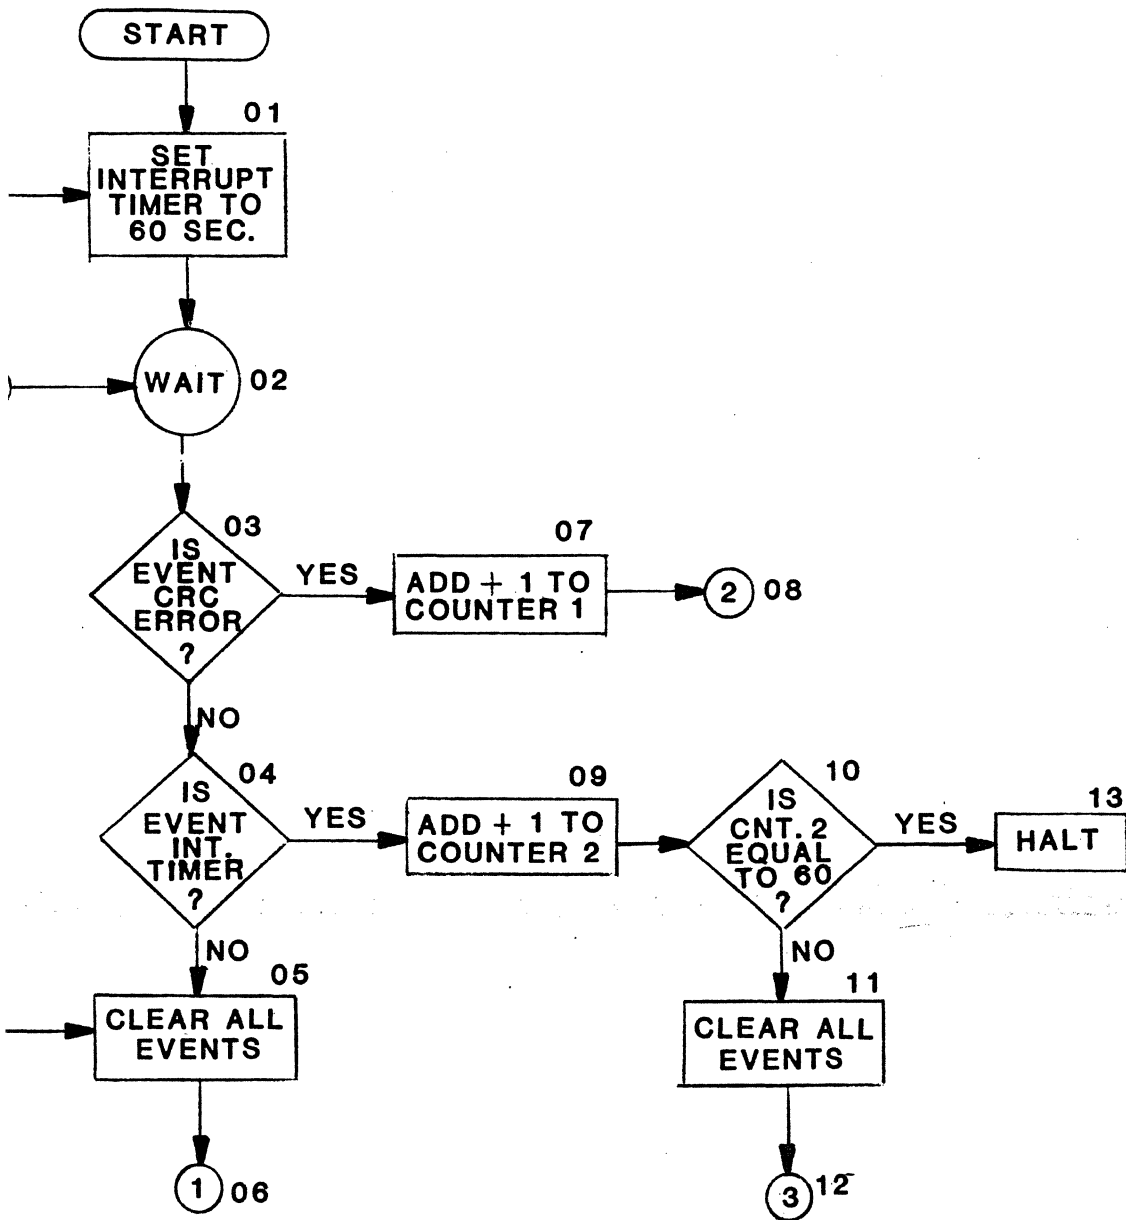 START
01
SET
INTERRUPT
TIMER TO
60 SEC.
WAIT
02
03
IS
EVENT
CRC
ERROR
?
YES
07
ADD + 1 TO
COUNTER 1
2
08
NO
04
IS
EVENT
INT.
TIMER
?
YES
09
ADD + 1 TO
COUNTER 2
10
IS
CNT. 2
EQUAL
TO 60
?
YES
13
HALT
NO
05
CLEAR ALL
EVENTS
1
06
NO
11
CLEAR ALL
EVENTS
3
12